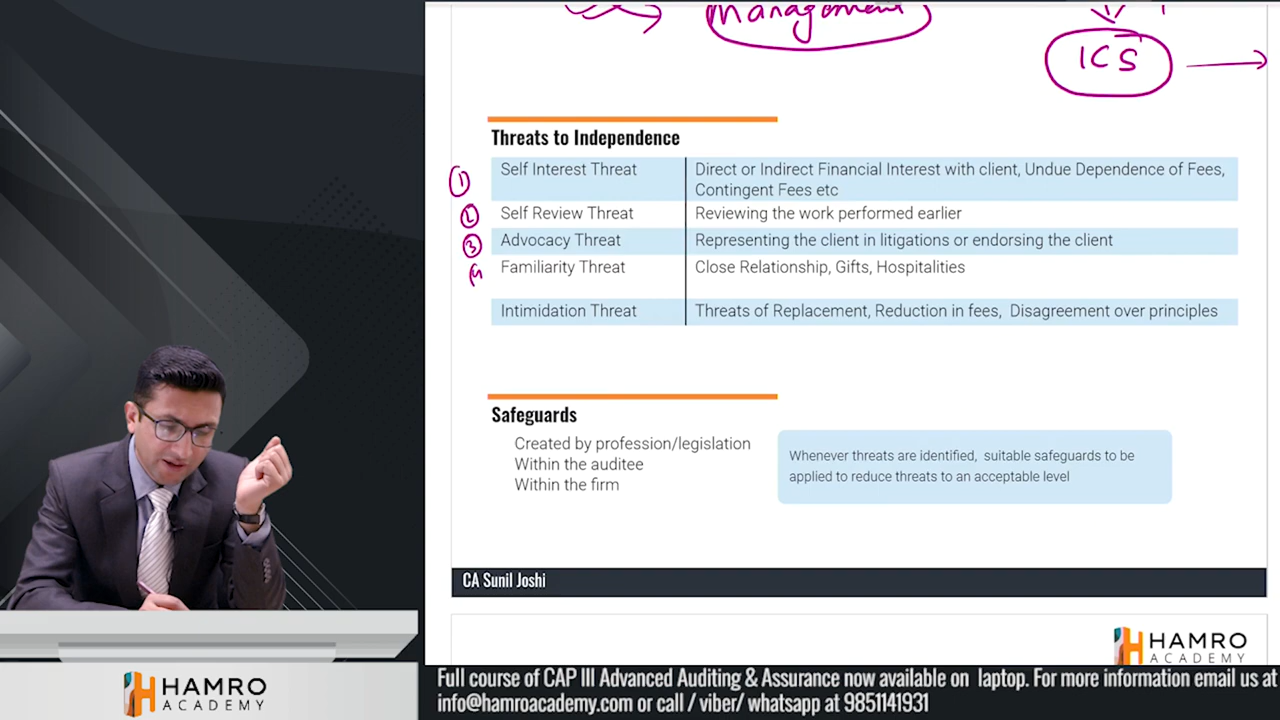 Management
ICS
Threats to Independence
① Self Interest Threat Direct or Indirect Financial Interest with client, Undue Dependence of Fees,
Contingent Fees etc
② Self Review Threat Reviewing the work performed earlier
③ Advocacy Threat Representing the client in litigations or endorsing the client
Familiarity Threat Close Relationship, Gifts, Hospitalities
Intimidation Threat Threats of Replacement, Reduction in fees, Disagreement over principles
Safeguards
Created by profession/legislation
Within the auditee
Within the firm
Whenever threats are identified, suitable safeguards to be
applied to reduce threats to an acceptable level
CA Sunil Joshi
HAMRO
ACADEMY
HAMRO
ACADEMY
Full course of CAP III Advanced Auditing & Assurance now available on laptop. For more information email us at
info@hamroacademy.com or call / viber/ whatsapp at 9851141931